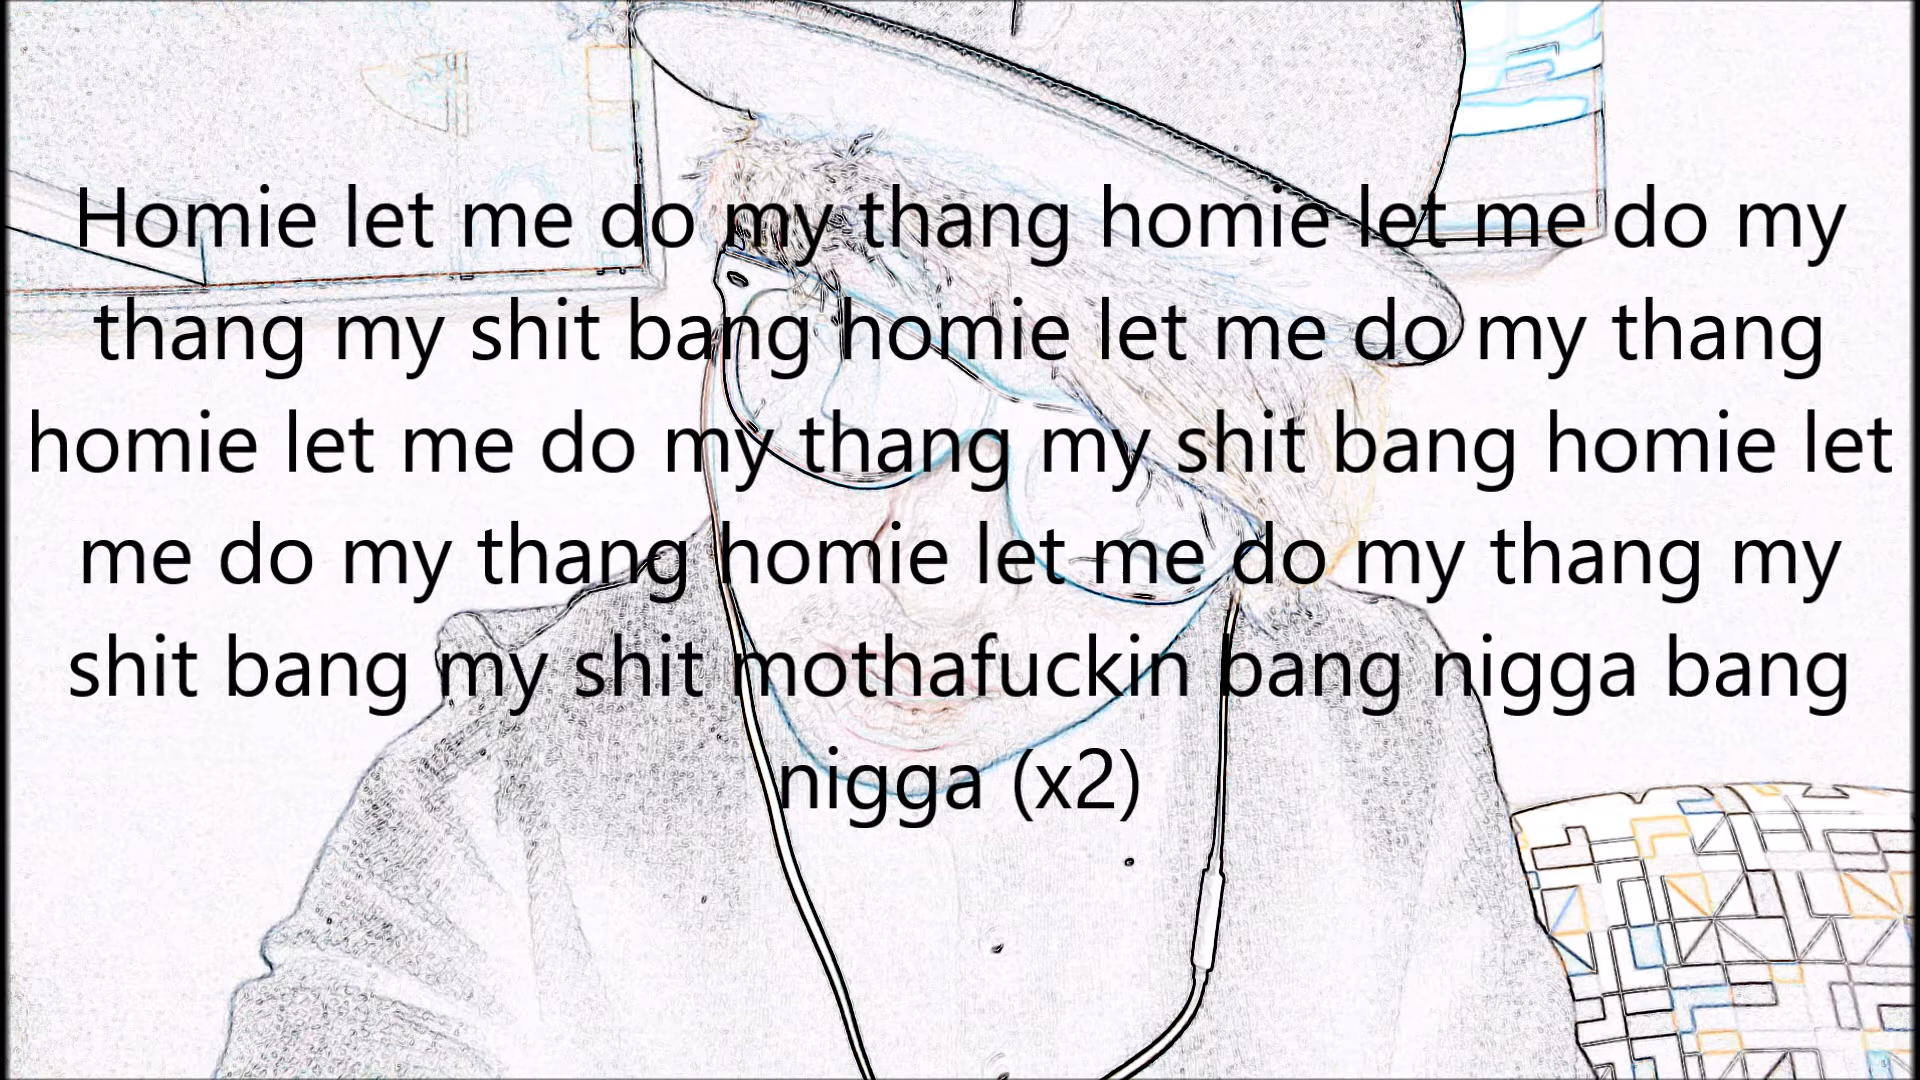 Homie let me do my thang homie let me do my
thang my shit bang homie let me do my thang
homie let me do my thang my shit bang homie let
me do my thang homie let me do my thang my
shit bang my shit mothafuckin bang nigga bang
nigga (x2)